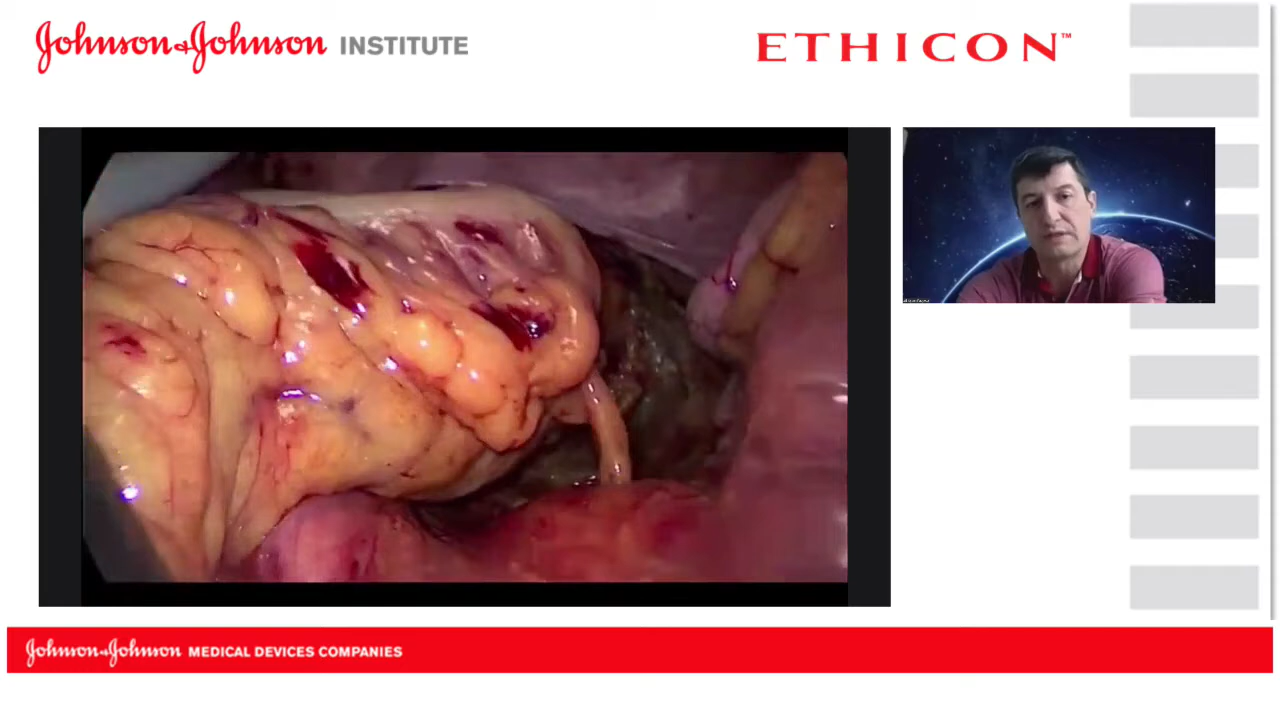 Johnson & Johnson INSTITUTE
ETHICON™
Johnson & Johnson MEDICAL DEVICES COMPANIES